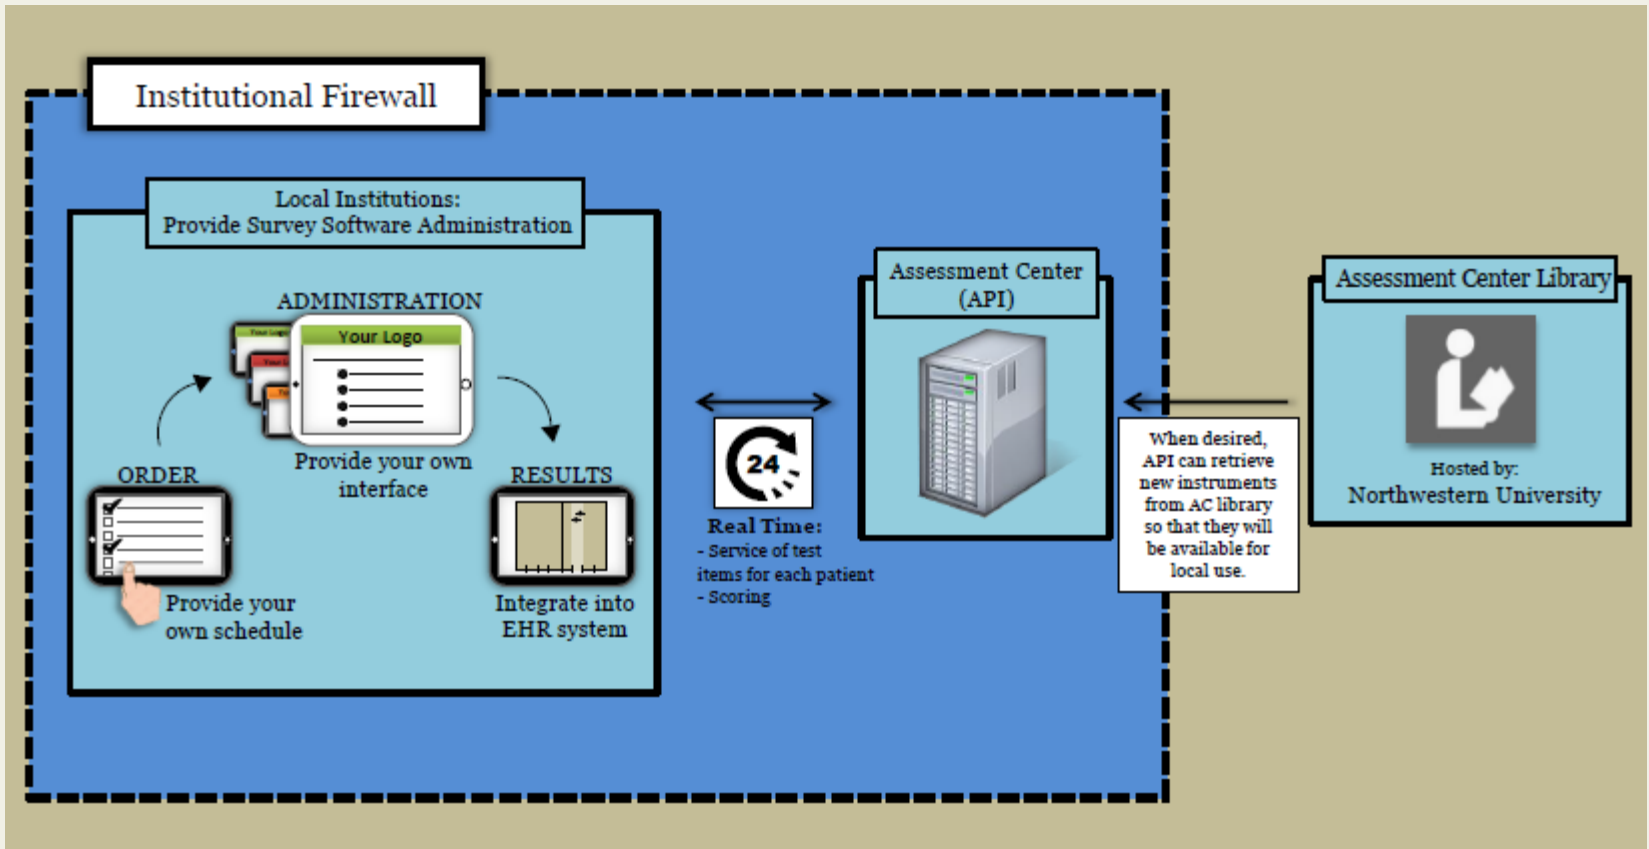 Institutional Firewall
Local Institutions:
Provide Survey Software Administration
ADMINISTRATION
Your Logo
Your Logo
Provide your own
interface
ORDER
Provide your
own schedule
RESULTS
Integrate into
EHR system
24
Real Time:
- Service of test
items for each patient
- Scoring
Assessment Center
(API)
When desired,
API can retrieve
new instruments
from AC library
so that they will
be available for
local use.
Assessment Center Library
Hosted by:
Northwestern University